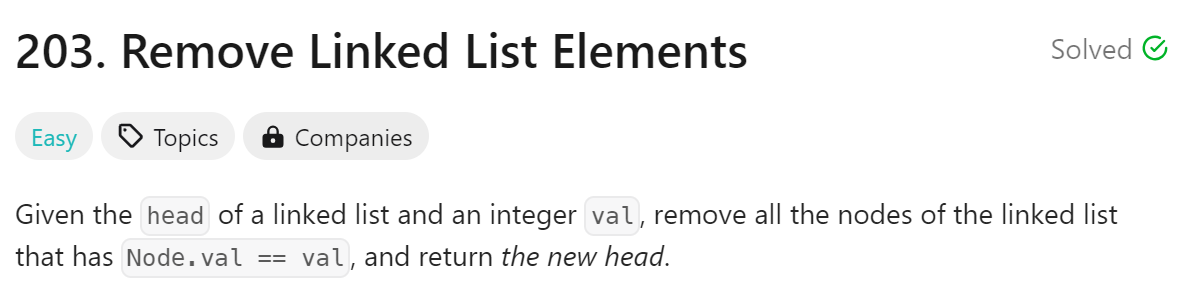 203. Remove Linked List Elements
Solved
Easy
Topics
Companies
Given the head of a linked list and an integer val, remove all the nodes of the linked list
that has Node.val == val, and return the new head.